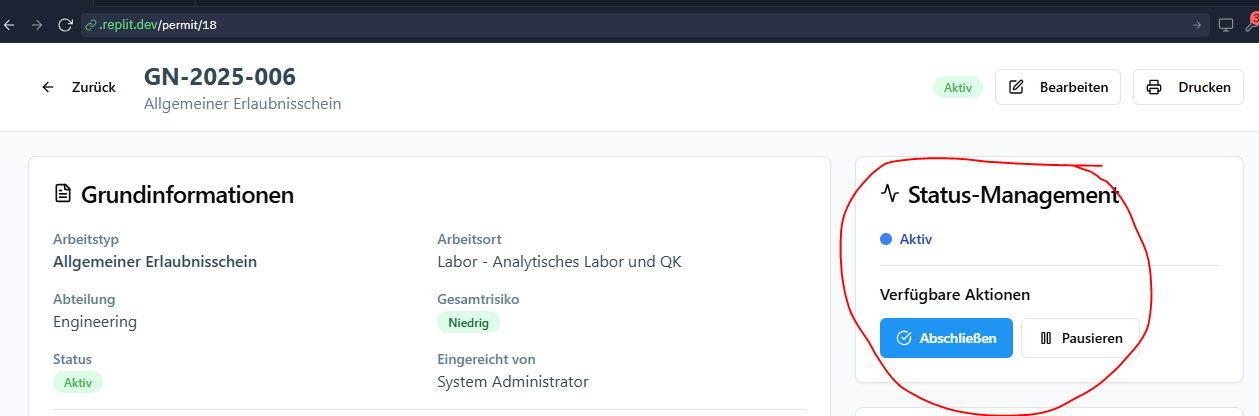 .replit.dev/permit/18
3
Zurück
GN-2025-006
Allgemeiner Erlaubnisschein
Aktiv
Bearbeiten
Drucken
Grundinformationen
Arbeitstyp
Allgemeiner Erlaubnisschein
Arbeitsort
Labor - Analytisches Labor und QK
Abteilung
Engineering
Gesamtrisiko
Niedrig
Status
Aktiv
Eingereicht von
System Administrator
Status-Management
Aktiv
Verfügbare Aktionen
Abschließen
Pausieren